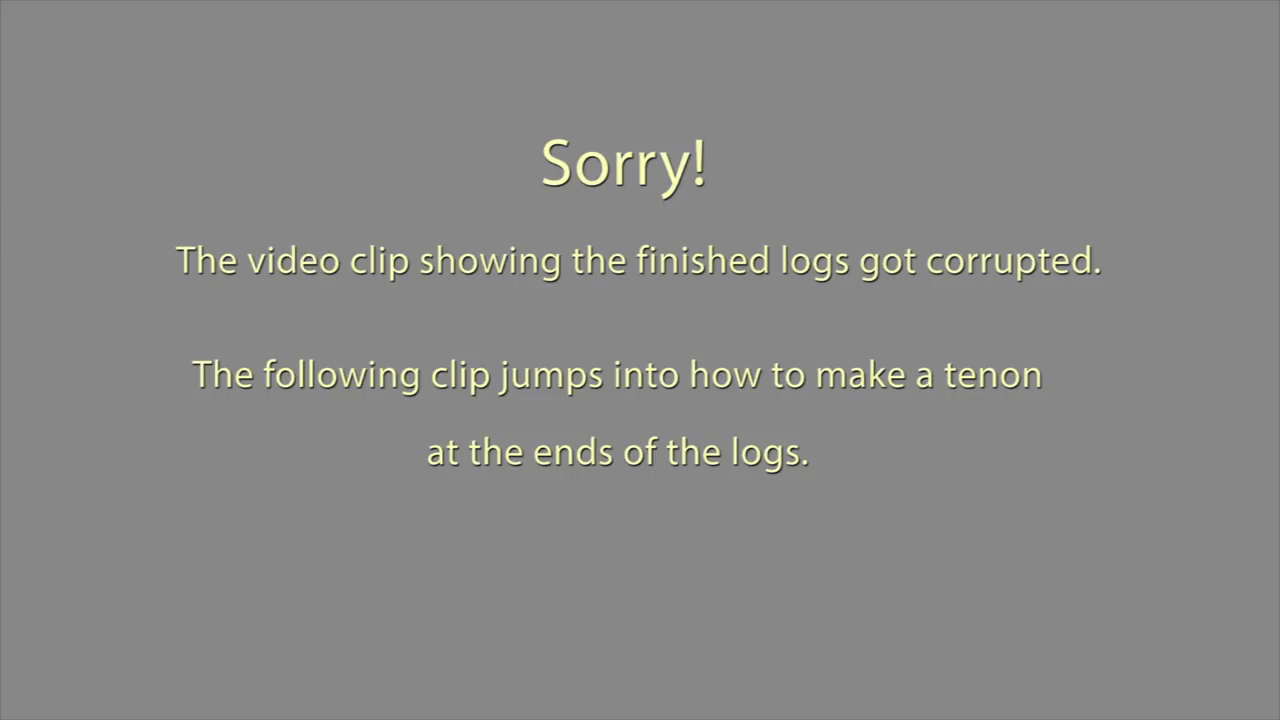 Sorry!
The video clip showing the finished logs got corrupted.
The following clip jumps into how to make a tenon
at the ends of the logs.